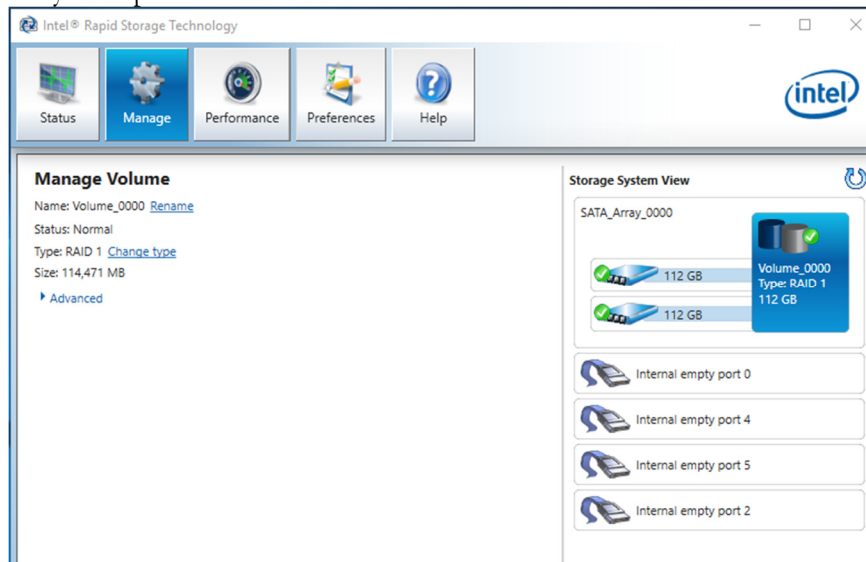 Intel® Rapid Storage Technology
Status
Manage
Performance
Preferences
Help
intel
Manage Volume
Name: Volume_0000 Rename
Status: Normal
Type: RAID 1 Change type
Size: 114,471 MB
Advanced
Storage System View
SATA_Array_0000
112 GB
112 GB
Volume_0000
Type: RAID 1
112 GB
Internal empty port 0
Internal empty port 4
Internal empty port 5
Internal empty port 2